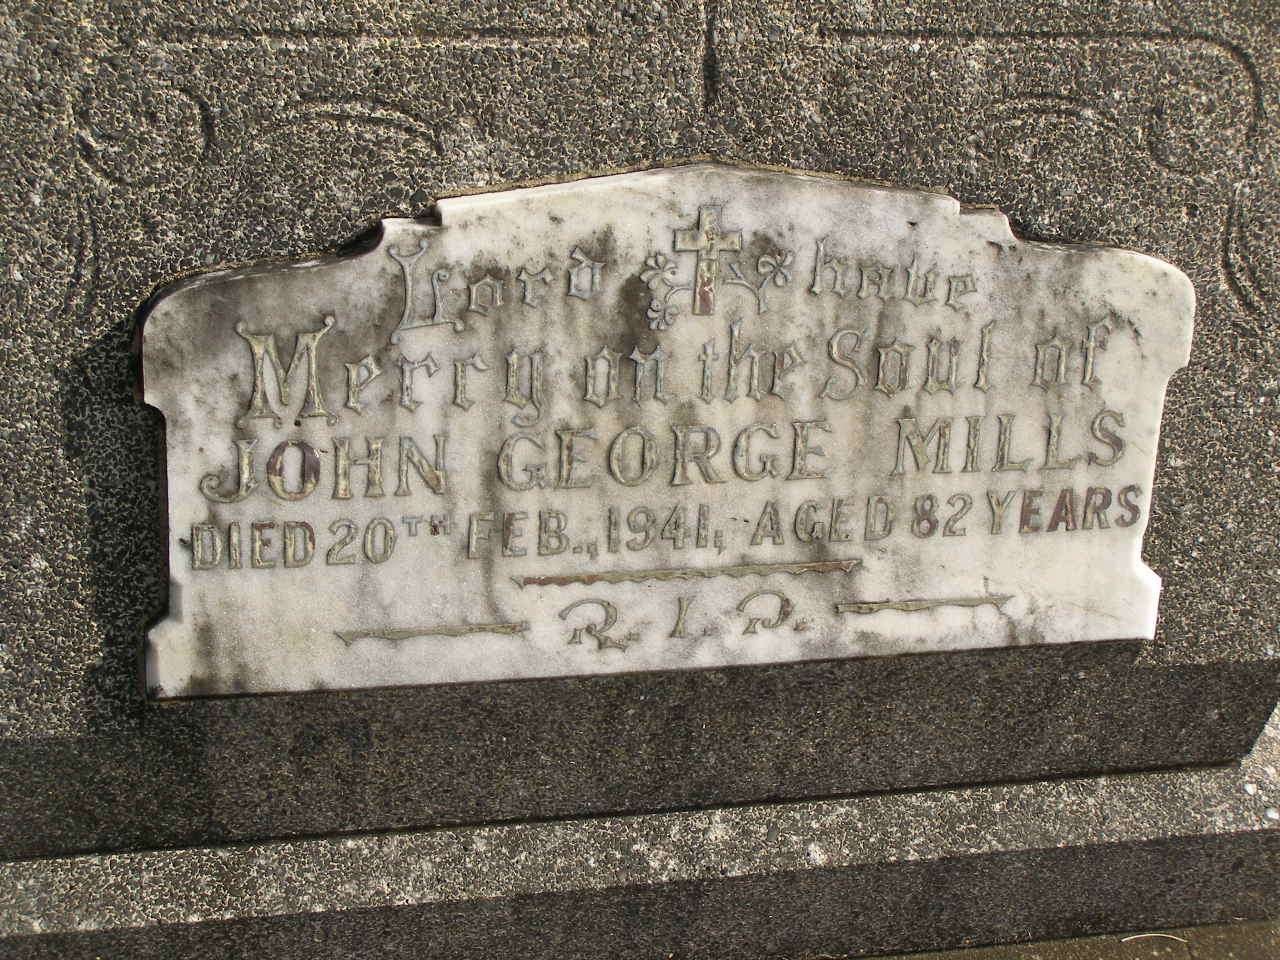 Lord have
Mercy on the Soul of
JOHN GEORGE MILLS
DIED 20TH FEB., 1941, AGED 82 YEARS
R I P